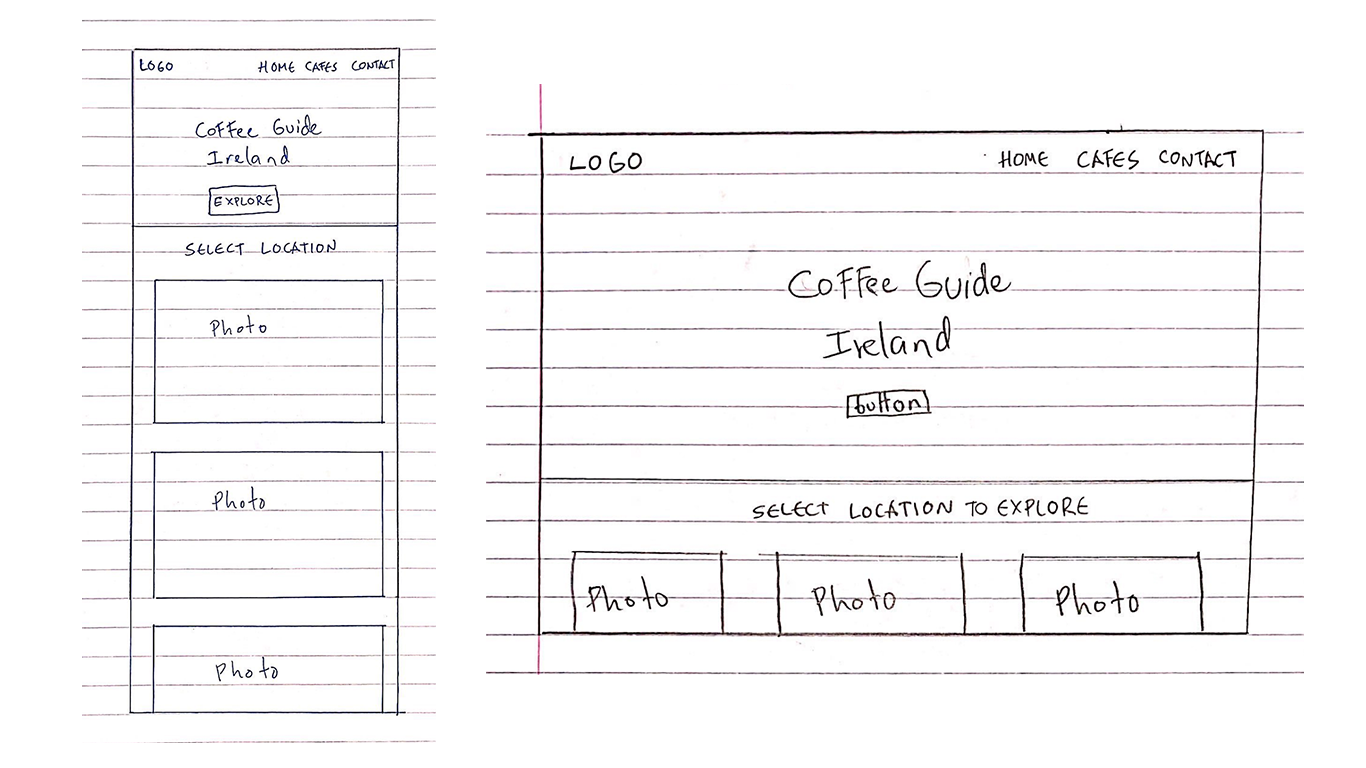 LOGO HOME CAFES CONTACT
Coffee Guide
Ireland
EXPLORE
SELECT LOCATION
Photo
Photo
Photo
LOGO HOME CAFES CONTACT
Coffee Guide
Ireland
button
SELECT LOCATION TO EXPLORE
Photo Photo Photo